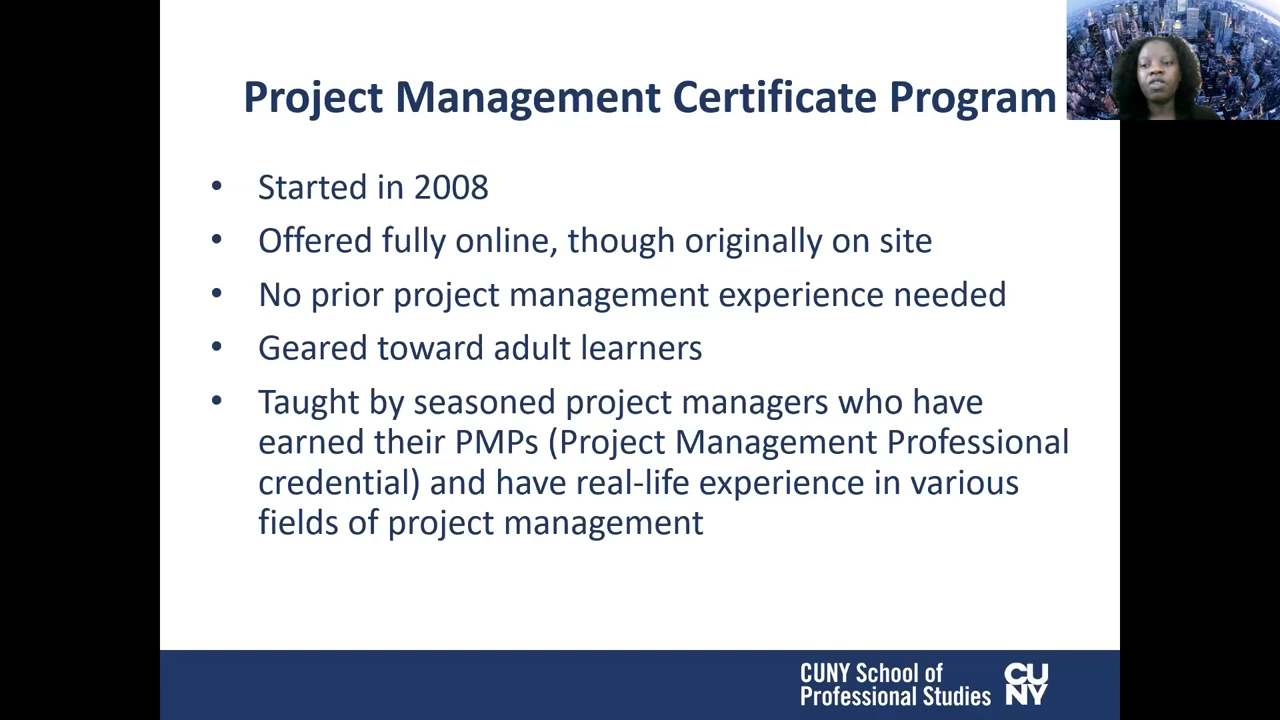 Project Management Certificate Program
• Started in 2008
• Offered fully online, though originally on site
• No prior project management experience needed
• Geared toward adult learners
• Taught by seasoned project managers who have
earned their PMPs (Project Management Professional
credential) and have real-life experience in various
fields of project management
CUNY School of
Professional Studies
CU
NY